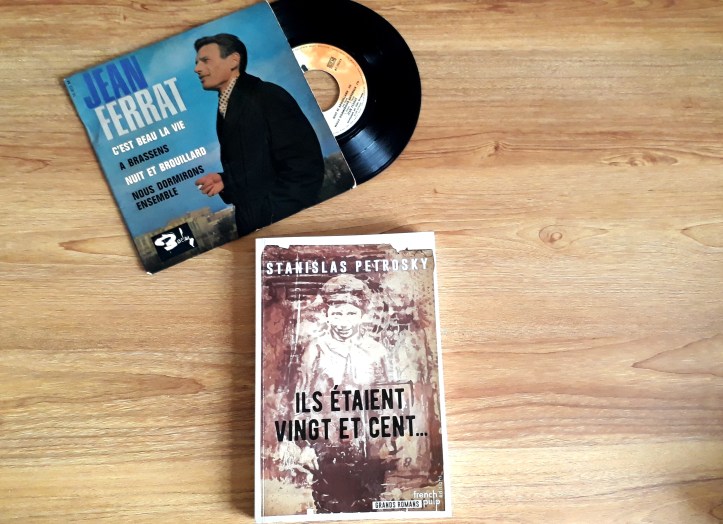 JEAN
FERRAT
C'EST BEAU LA VIE
A BRASSENS
NUIT ET BROUILLARD
NOUS DORMIRONS
ENSEMBLE
STANISLAS PETROSKY
ILS ÉTAIENT
VINGT ET CENT...
french
pulp
GRANDS ROMANS